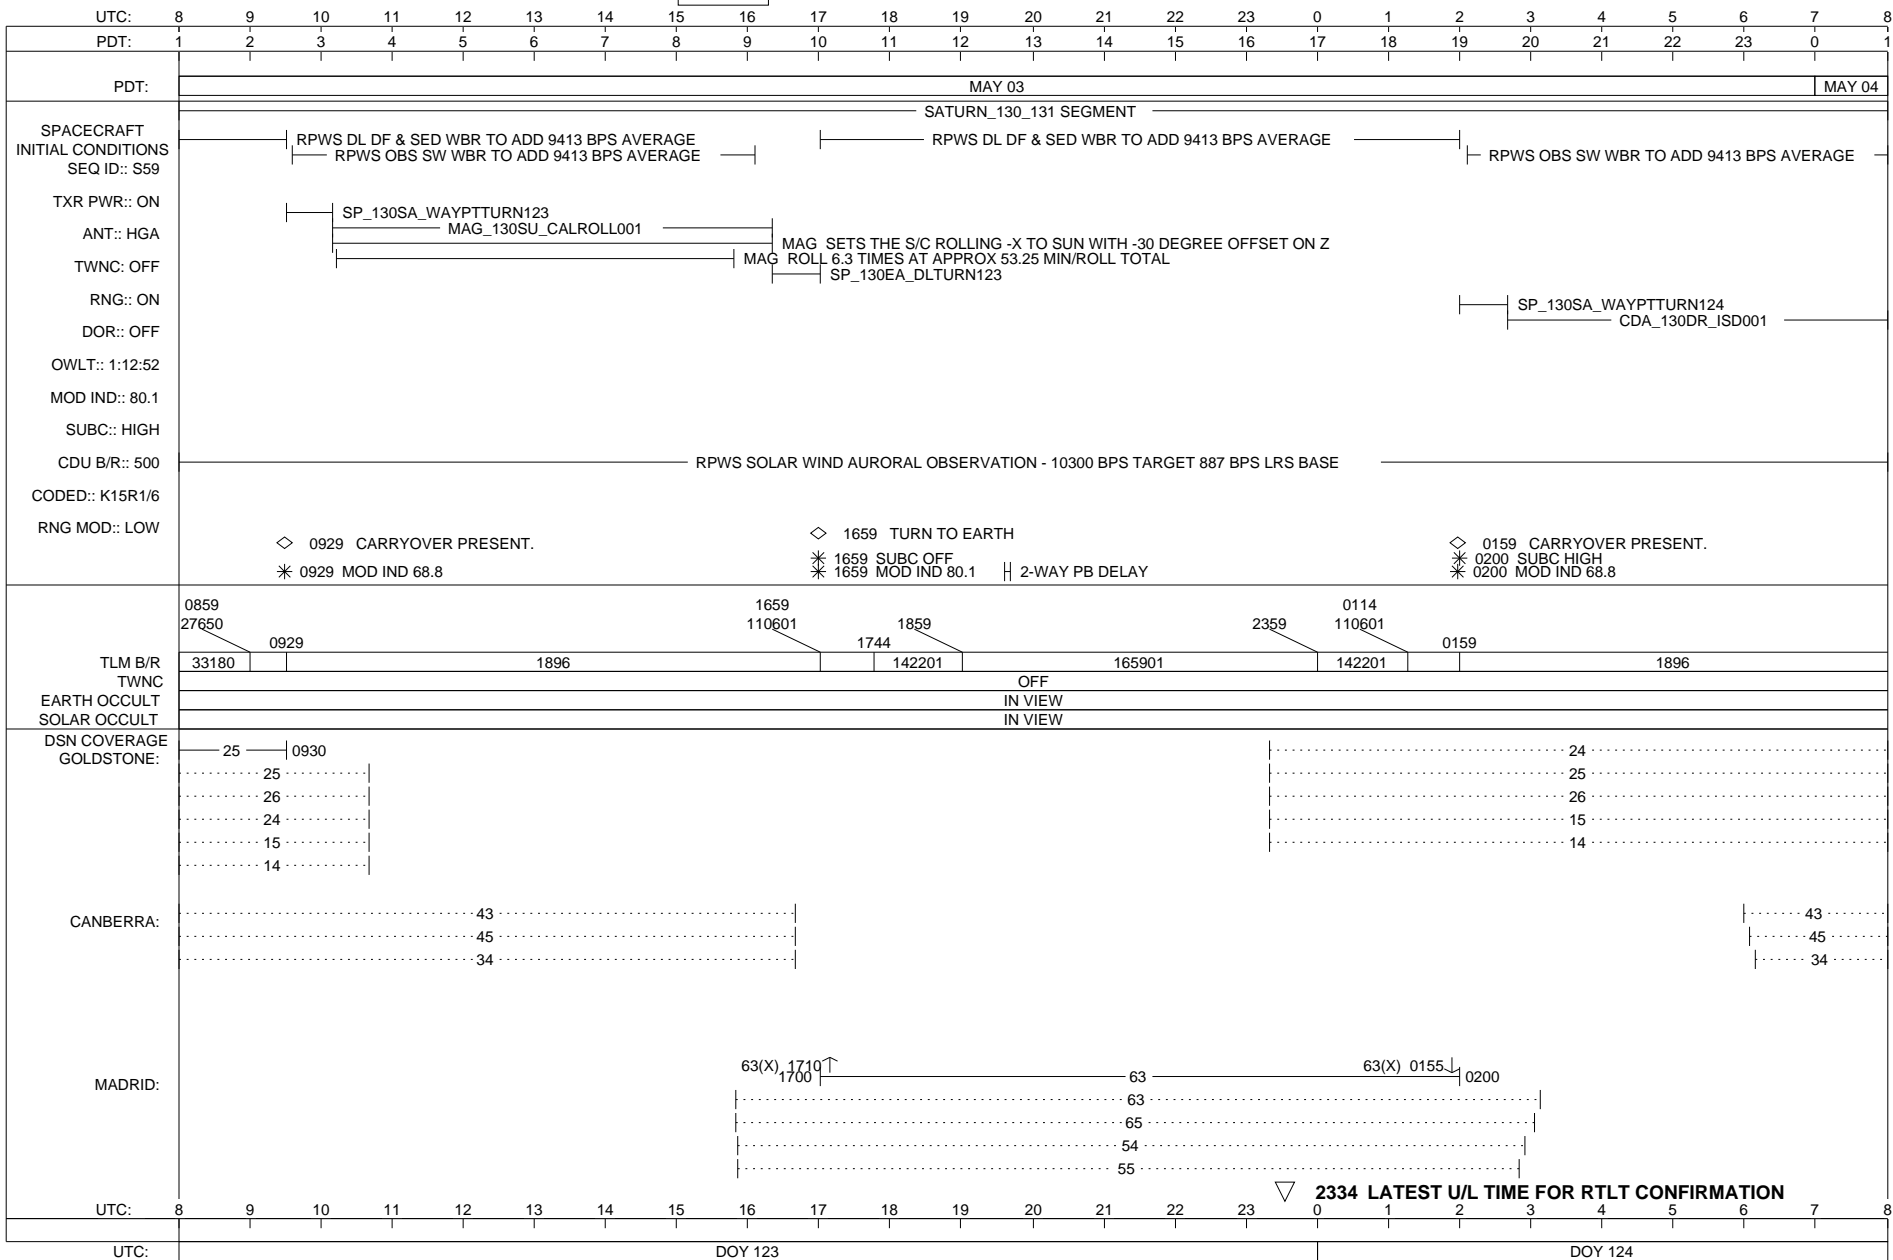 UTC: 8 9 10 11 12 13 14 15 16 17 18 19 20 21 22 23 0 1 2 3 4 5 6 7 8
PDT: 1 2 3 4 5 6 7 8 9 10 11 12 13 14 15 16 17 18 19 20 21 22 23 0 1
PDT: MAY 03 MAY 04
SATURN_130_131 SEGMENT
SPACECRAFT
INITIAL CONDITIONS
SEQ ID:: S59
RPWS DL DF & SED WBR TO ADD 9413 BPS AVERAGE
RPWS DL DF & SED WBR TO ADD 9413 BPS AVERAGE
RPWS OBS SW WBR TO ADD 9413 BPS AVERAGE
RPWS OBS SW WBR TO ADD 9413 BPS AVERAGE
TXR PWR:: ON
SP_130SA_WAYPTTURN123
ANT:: HGA
MAG_130SU_CALROLL001
MAG SETS THE S/C ROLLING -X TO SUN WITH -30 DEGREE OFFSET ON Z
TWNC: OFF
MAG ROLL 6.3 TIMES AT APPROX 53.25 MIN/ROLL TOTAL
SP_130EA_DLTURN123
RNG:: ON
SP_130SA_WAYPTTURN124
CDA_130DR_ISD001
DOR:: OFF
OWLT:: 1:12:52
MOD IND:: 80.1
SUBC:: HIGH
CDU B/R:: 500
RPWS SOLAR WIND AURORAL OBSERVATION - 10300 BPS TARGET 887 BPS LRS BASE
CODED:: K15R1/6
RNG MOD:: LOW
1659 TURN TO EARTH
0929 CARRYOVER PRESENT.
0159 CARRYOVER PRESENT.
1659 SUBC OFF
0200 SUBC HIGH
0929 MOD IND 68.8
1659 MOD IND 80.1
2-WAY PB DELAY
0200 MOD IND 68.8
0859 1659 0114
27650 110601 1859 2359 110601
0929 1744 0159
TLM B/R 33180 1896 142201 165901 142201 1896
TWNC OFF
EARTH OCCULT IN VIEW
SOLAR OCCULT IN VIEW
DSN COVERAGE
GOLDSTONE:
25 0930 24
25 25
26 26
24 15
15 14
14
CANBERRA:
43 43
45 45
34 34
MADRID:
63(X) 1710 63(X) 0155
1700 63 0200
63
65
54
55
2334 LATEST U/L TIME FOR RTLT CONFIRMATION
UTC: 8 9 10 11 12 13 14 15 16 17 18 19 20 21 22 23 0 1 2 3 4 5 6 7 8
UTC: DOY 123 DOY 124